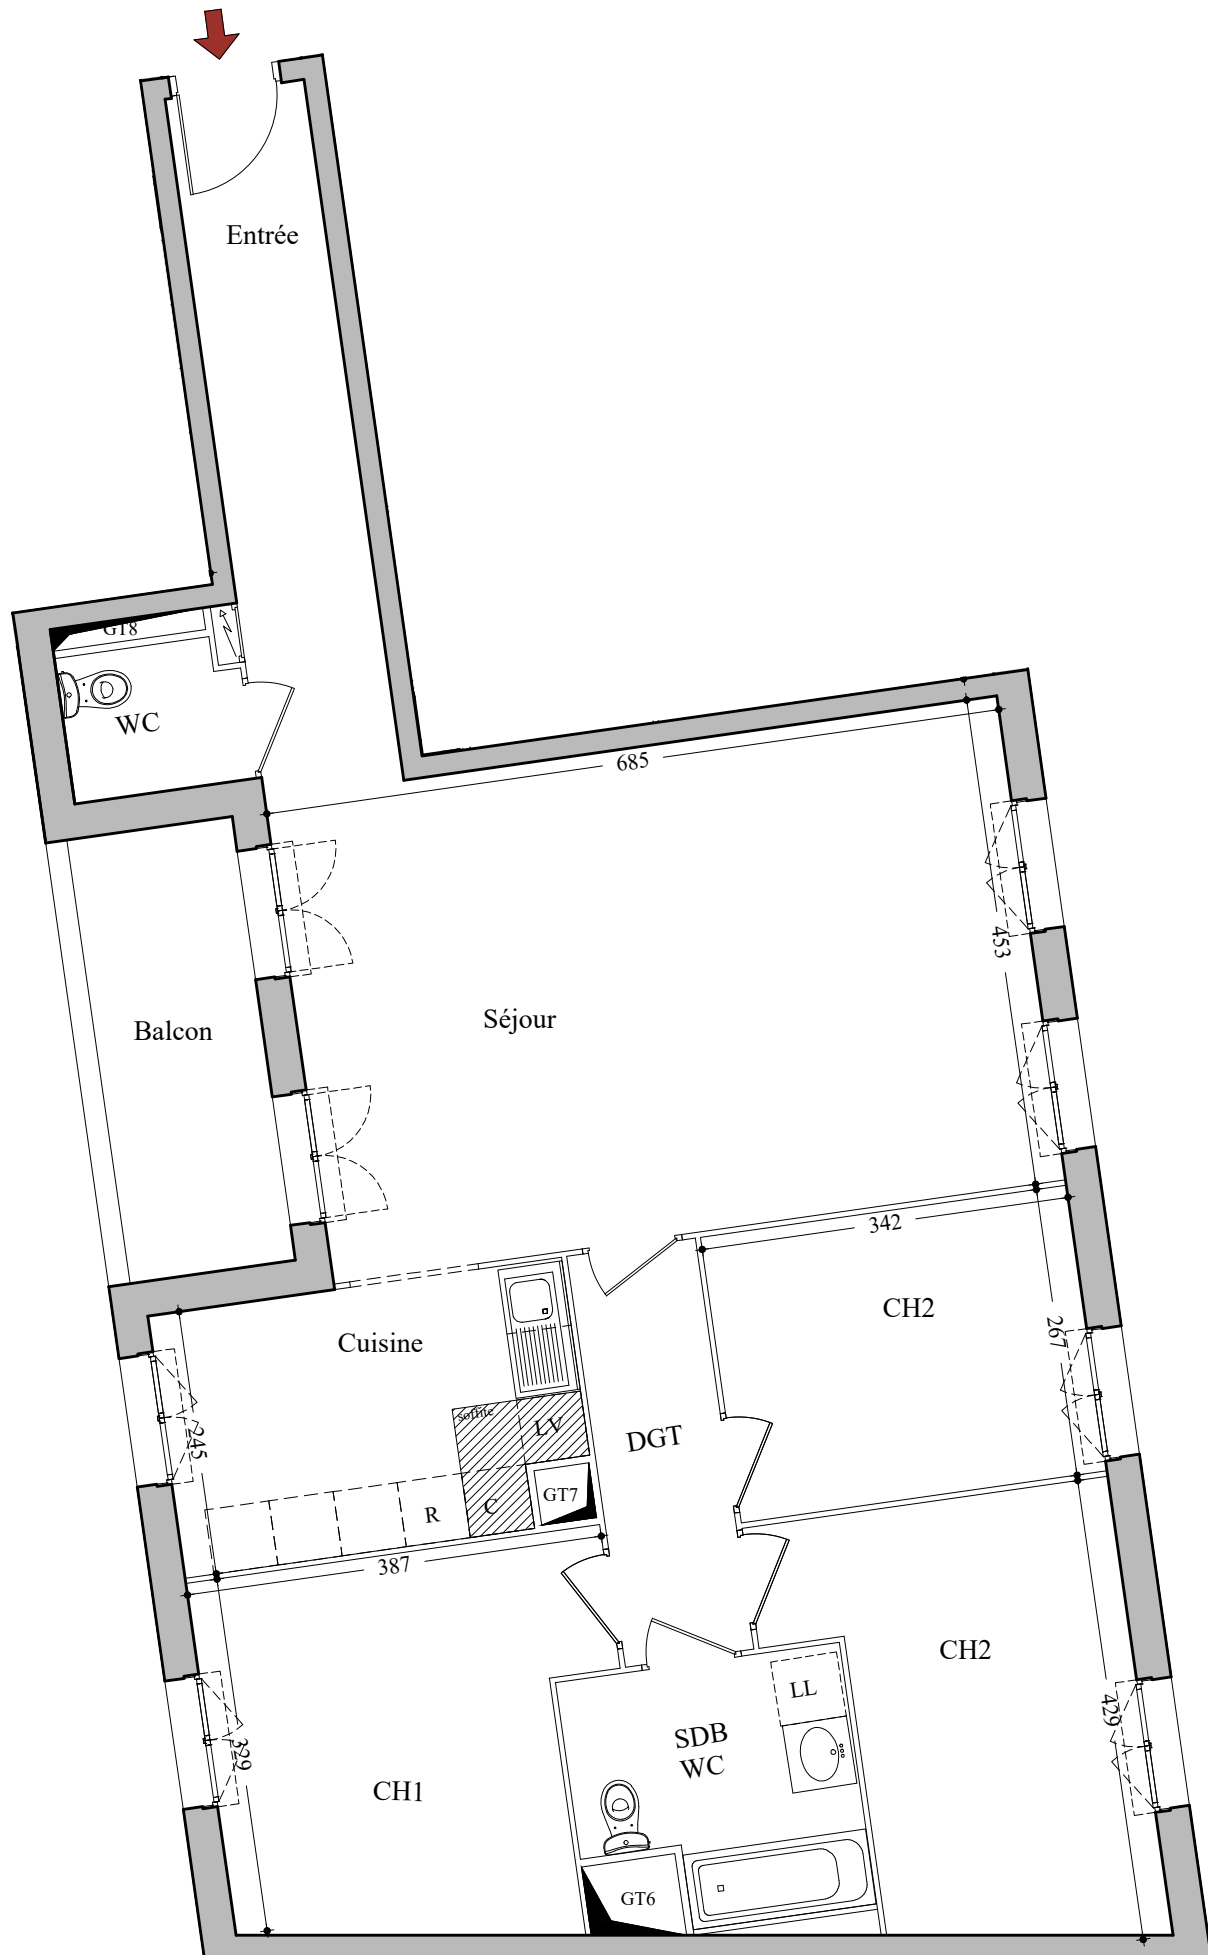 Entrée
GT8
WC
685
453
Balcon
Séjour
342
CH2
267
Cuisine
soffite
LV
DGT
245
R
C
GT7
387
CH2
LL
429
SDB
WC
329
CH1
GT6